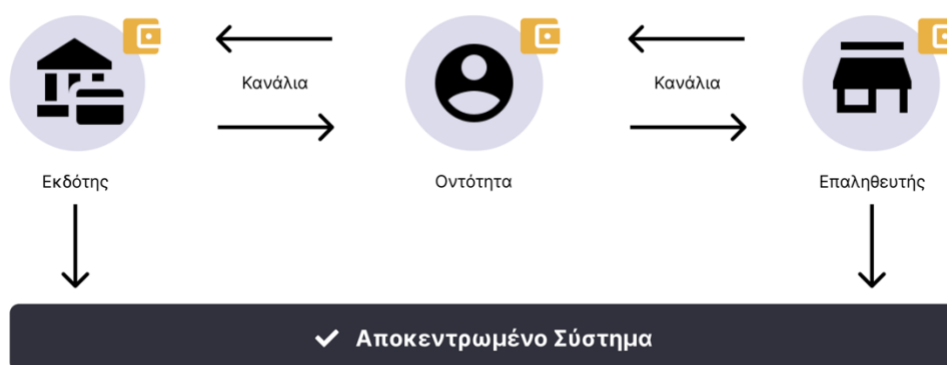 Κανάλια
Κανάλια
Εκδότης
Οντότητα
Επαληθευτής
Αποκεντρωμένο Σύστημα